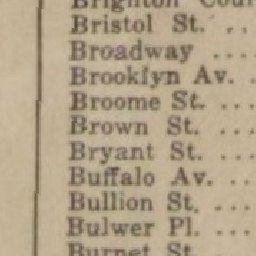 Brighton Cour
Bristol St. ..
Broadway ....
Brooklyn Av. .
Broome St. ...
Brown St. ...
Bryant St. ...
Buffalo Av. ...
Bullion St. ...
Bulwer Pl. ...
Burnet St. ...